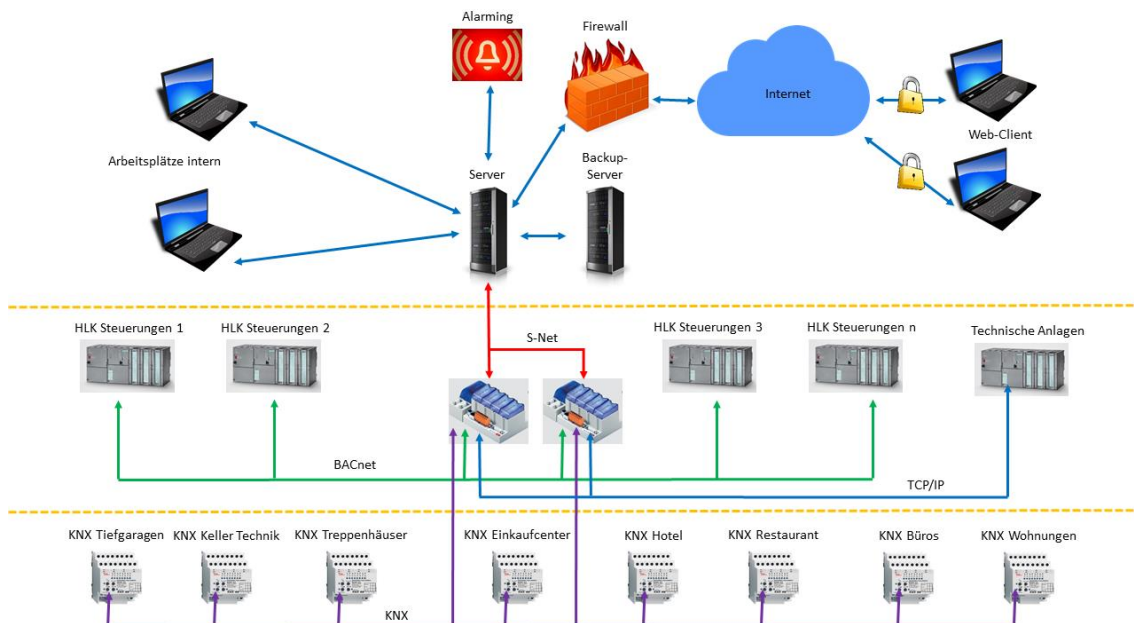 Alarming
Firewall
Internet
Web-Client
Arbeitsplätze intern
Server
Backup-
Server
HLK Steuerungen 1
HLK Steuerungen 2
S-Net
HLK Steuerungen 3
HLK Steuerungen n
Technische Anlagen
BACnet
TCP/IP
KNX Tiefgaragen
KNX Keller Technik
KNX Treppenhäuser
KNX Einkaufcenter
KNX Hotel
KNX Restaurant
KNX Büros
KNX Wohnungen
KNX